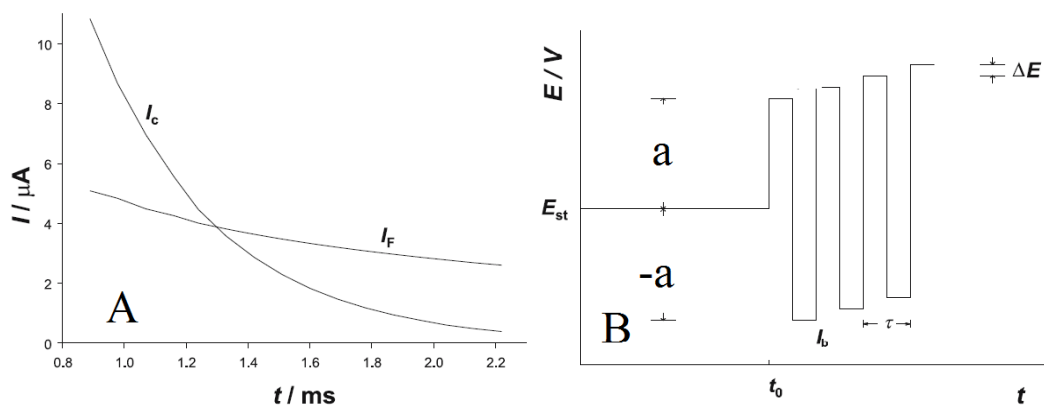 10
8
6
4
2
0
I / μA
I_c
I_F
A
0.8 1.0 1.2 1.4 1.6 1.8 2.0 2.2
t / ms
E / V
ΔE
a
E_st
-a
B
I_b
τ
t_0
t